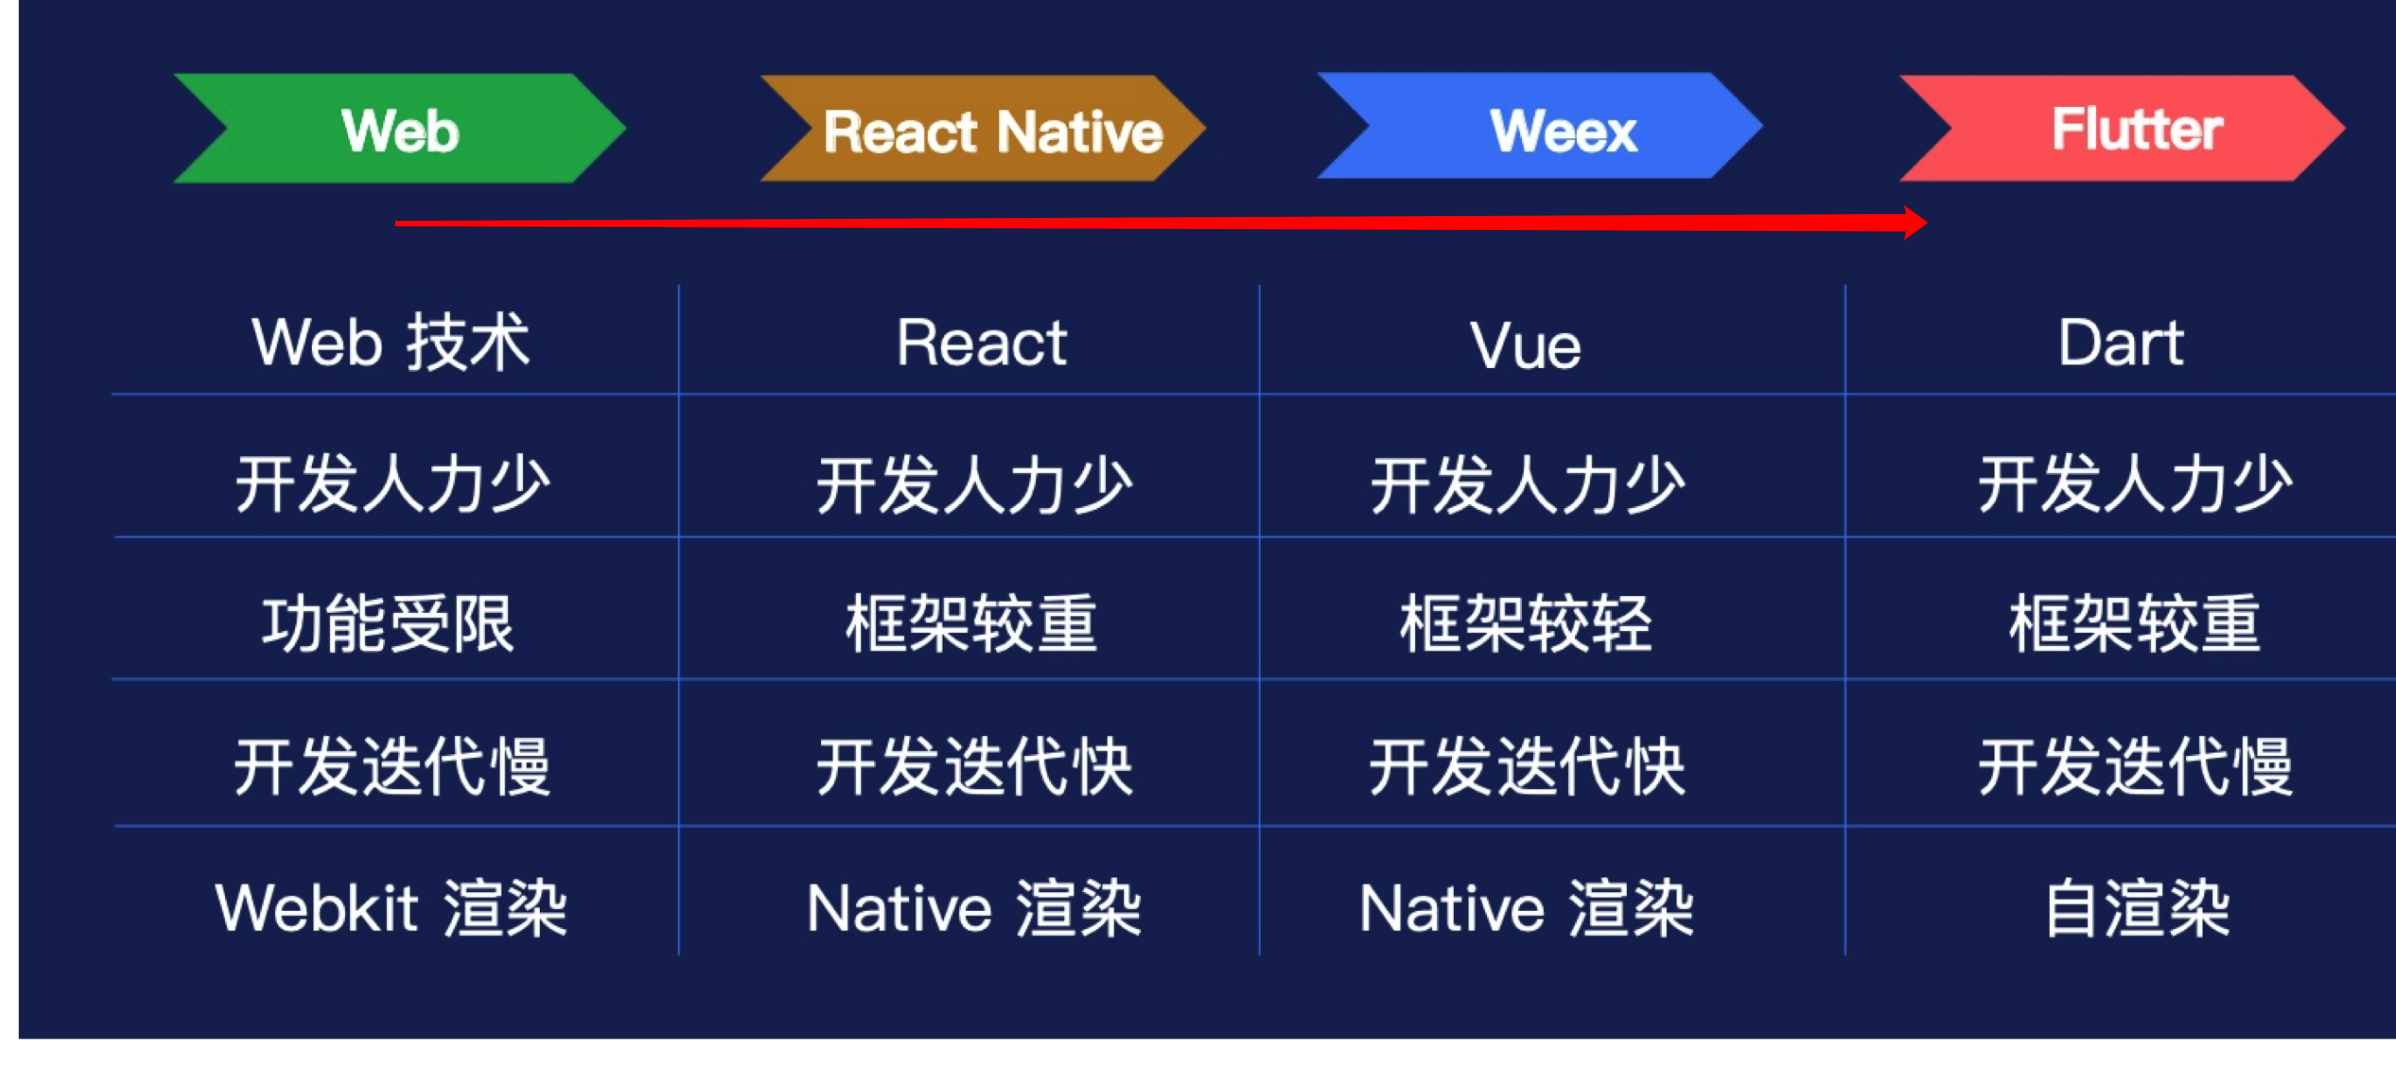 Web React Native Weex Flutter
Web 技术 React Vue Dart
开发人力少 开发人力少 开发人力少 开发人力少
功能受限 框架较重 框架较轻 框架较重
开发迭代慢 开发迭代快 开发迭代快 开发迭代慢
Webkit 渲染 Native 渲染 Native 渲染 自渲染